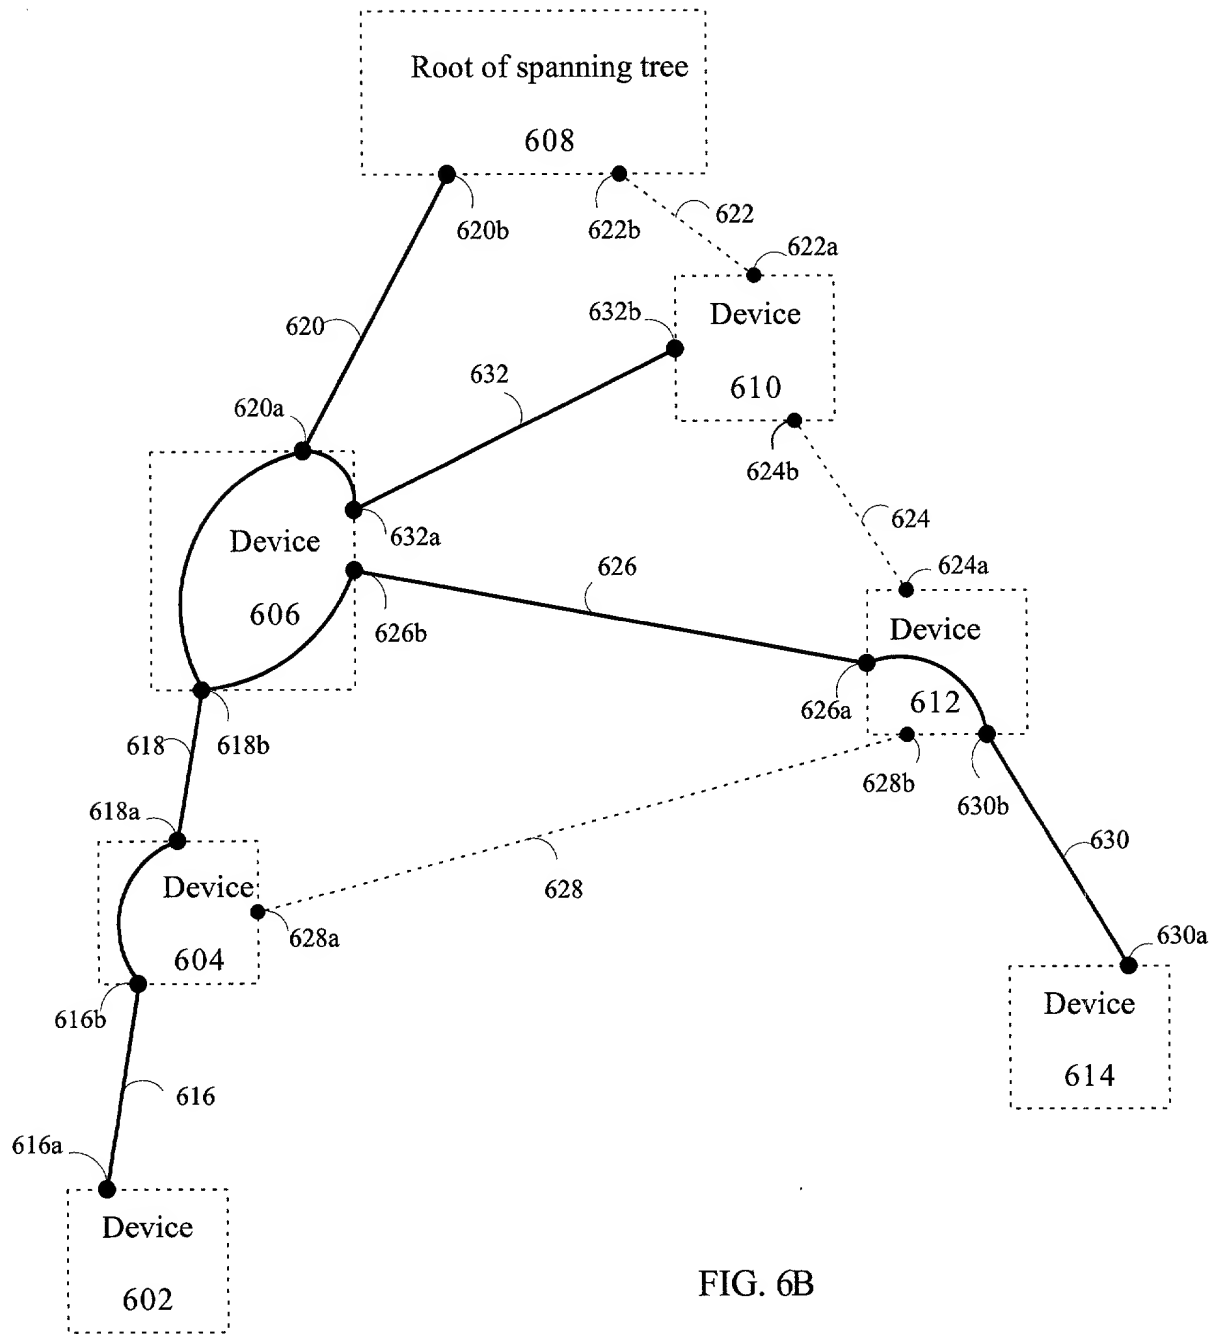 Root of spanning tree
608
620b
622b
622
622a
Device
610
632b
620
632
620a
624b
624
632a
Device
606
626
626b
624a
Device
612
626a
618
618b
628b
630b
618a
630
Device
604
628
628a
630a
616b
Device
614
616
616a
Device
602
FIG. 6B